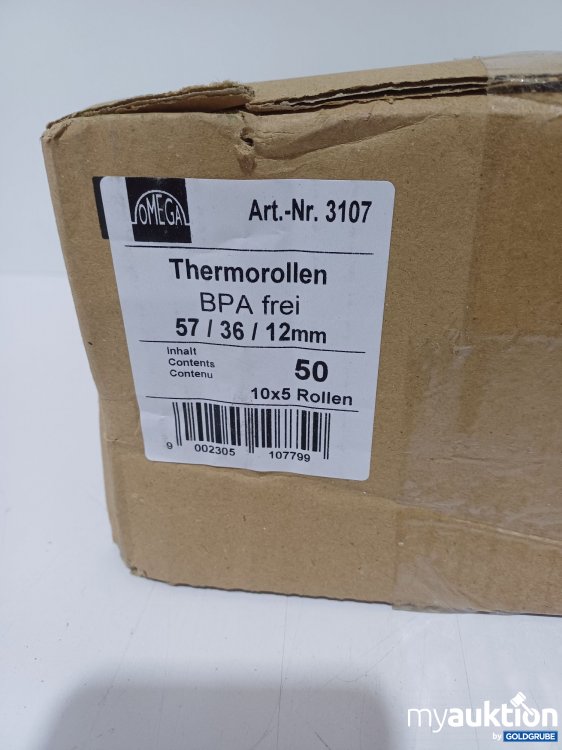 OMEGA
Art.-Nr. 3107
Thermorollen
BPA frei
57 / 36 / 12mm
Inhalt
Contents
Contenu
50
10x5 Rollen
9 002305 107799
myauktion
by GOLDGRUBE